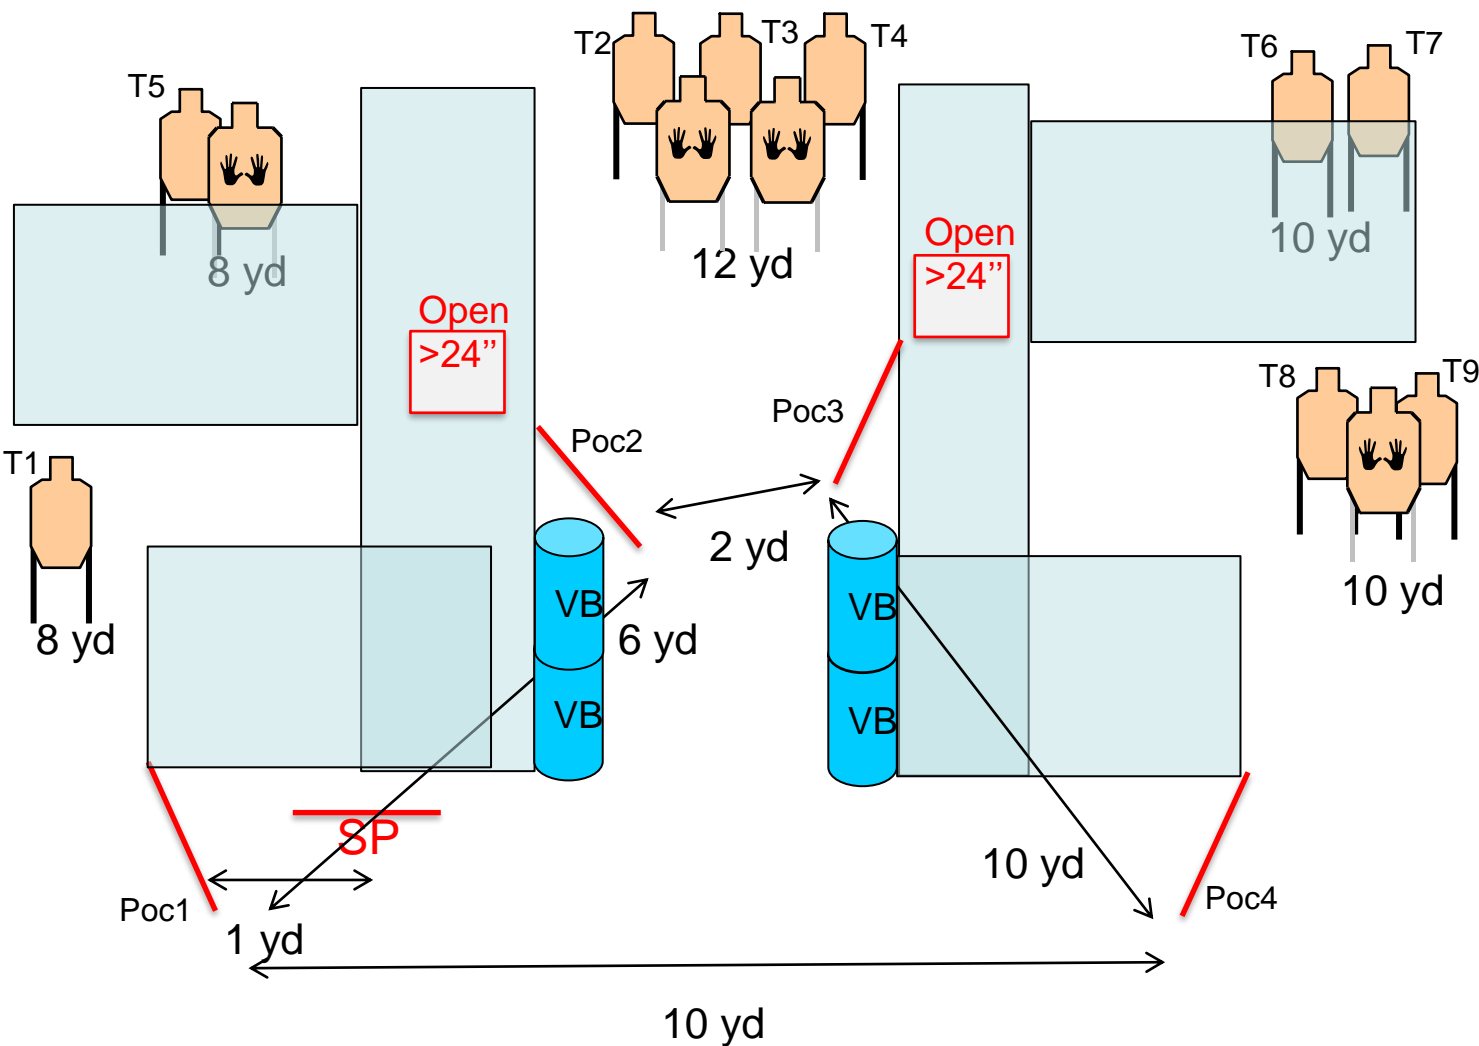 T2
T3
T4
T6
T7
T5
Open
>24’’
12 yd
10 yd
8 yd
Open
>24’’
T8
T9
Poc3
Poc2
T1
2 yd
10 yd
VB
6 yd
VB
8 yd
VB
VB
SP
10 yd
Poc1
Poc4
1 yd
10 yd